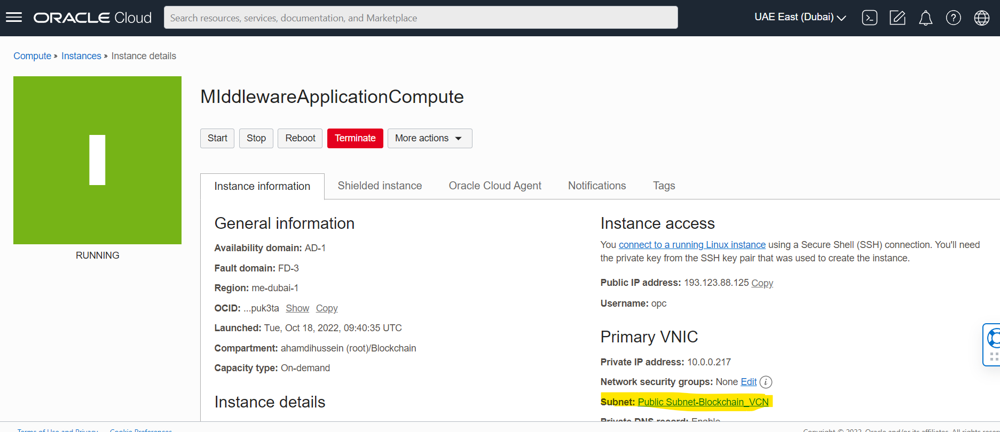 ORACLE Cloud
Search resources, services, documentation, and Marketplace
UAE East (Dubai)
Compute » Instances » Instance details
RUNNING
MIddlewareApplicationCompute
Start Stop Reboot Terminate More actions
Instance information Shielded instance Oracle Cloud Agent Notifications Tags
General information
Availability domain: AD-1
Fault domain: FD-3
Region: me-dubai-1
OCID: ...puk3ta Show Copy
Launched: Tue, Oct 18, 2022, 09:40:35 UTC
Compartment: ahamdihussein (root)/Blockchain
Capacity type: On-demand
Instance details
Instance access
You connect to a running Linux instance using a Secure Shell (SSH) connection. You'll need
the private key from the SSH key pair that was used to create the instance.
Public IP address: 193.123.88.125 Copy
Username: opc
Primary VNIC
Private IP address: 10.0.0.217
Network security groups: None Edit
Subnet: Public Subnet-Blockchain_VCN
Private DNS record: Enable
Terms of Use and Privacy Cookie Preferences
Copyright © 2022, Oracle and/or its affiliates. All rights